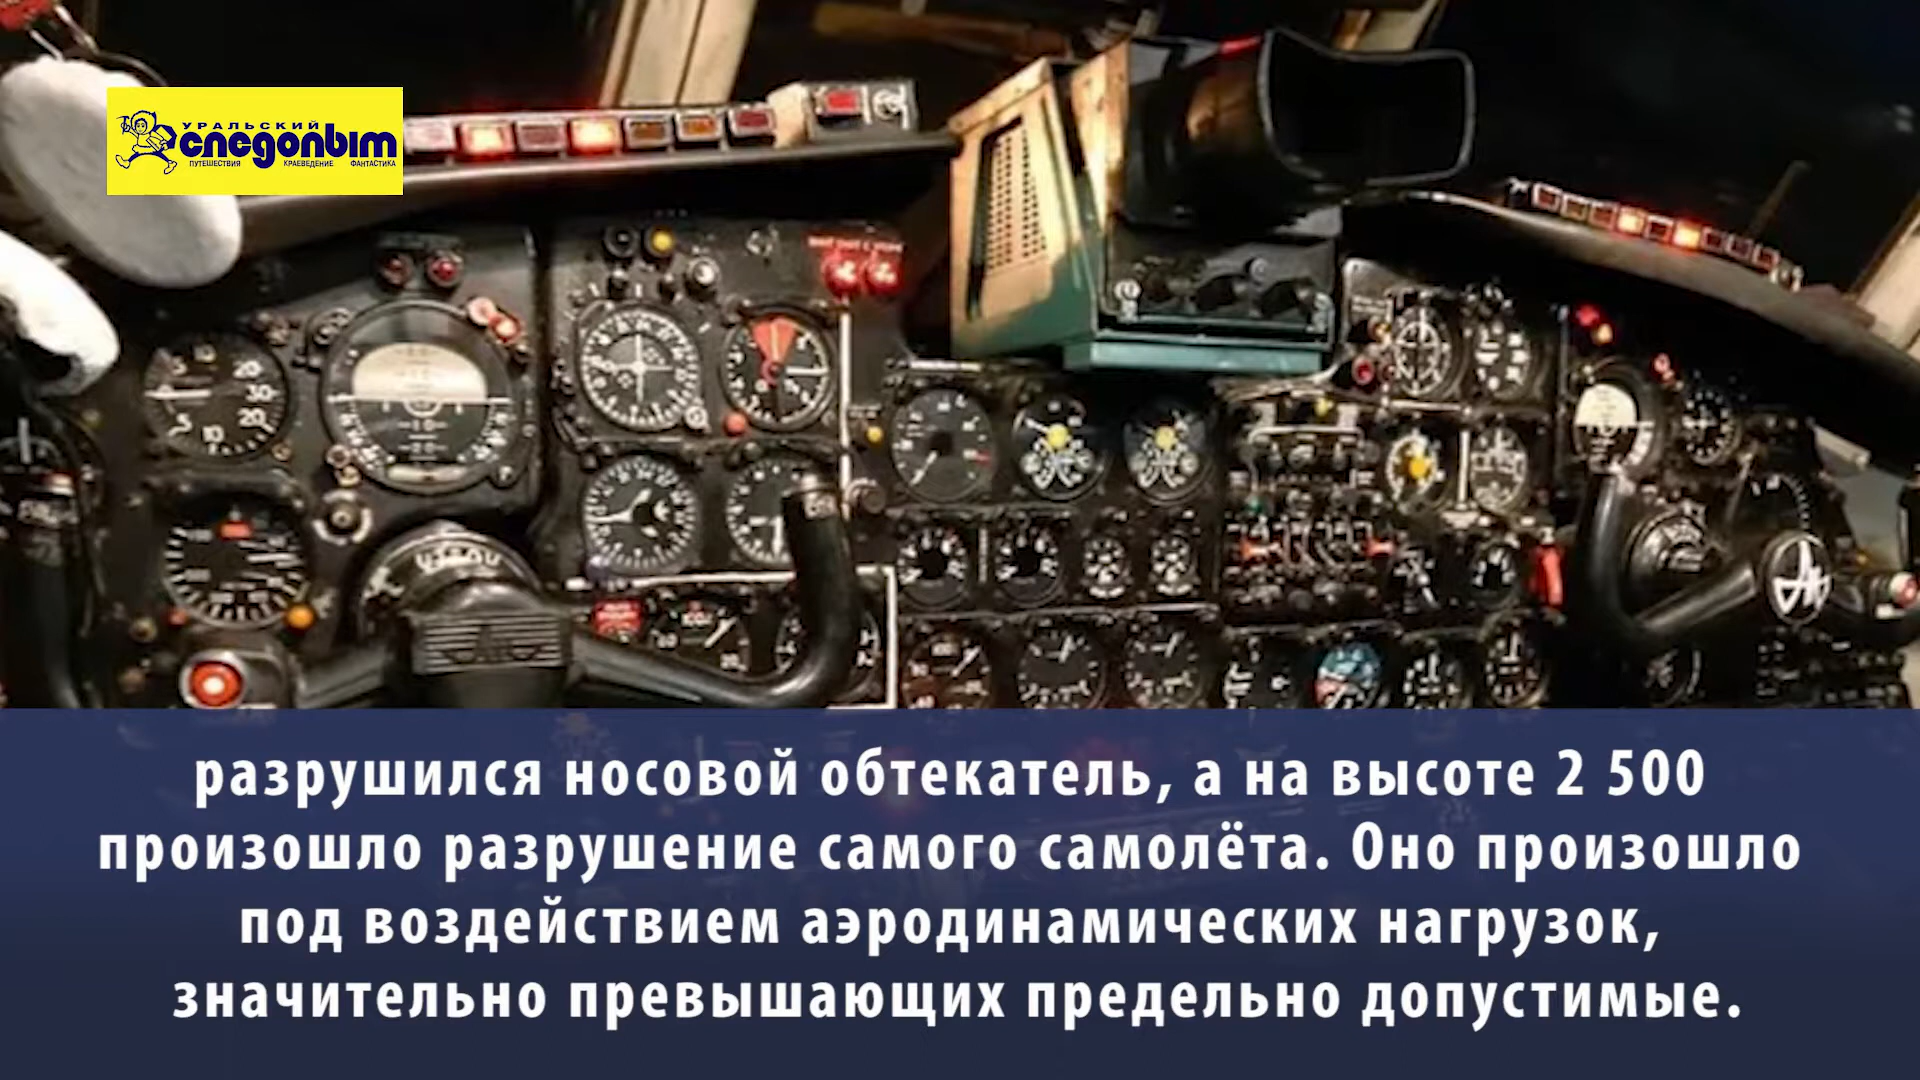 УРАЛЬСКИЙ
следопыт
ПУТЕШЕСТВИЯ КРАЕВЕДЕНИЕ ФАНТАСТИКА
разрушился носовой обтекатель, а на высоте 2 500
произошло разрушение самого самолёта. Оно произошло
под воздействием аэродинамических нагрузок,
значительно превышающих предельно допустимые.